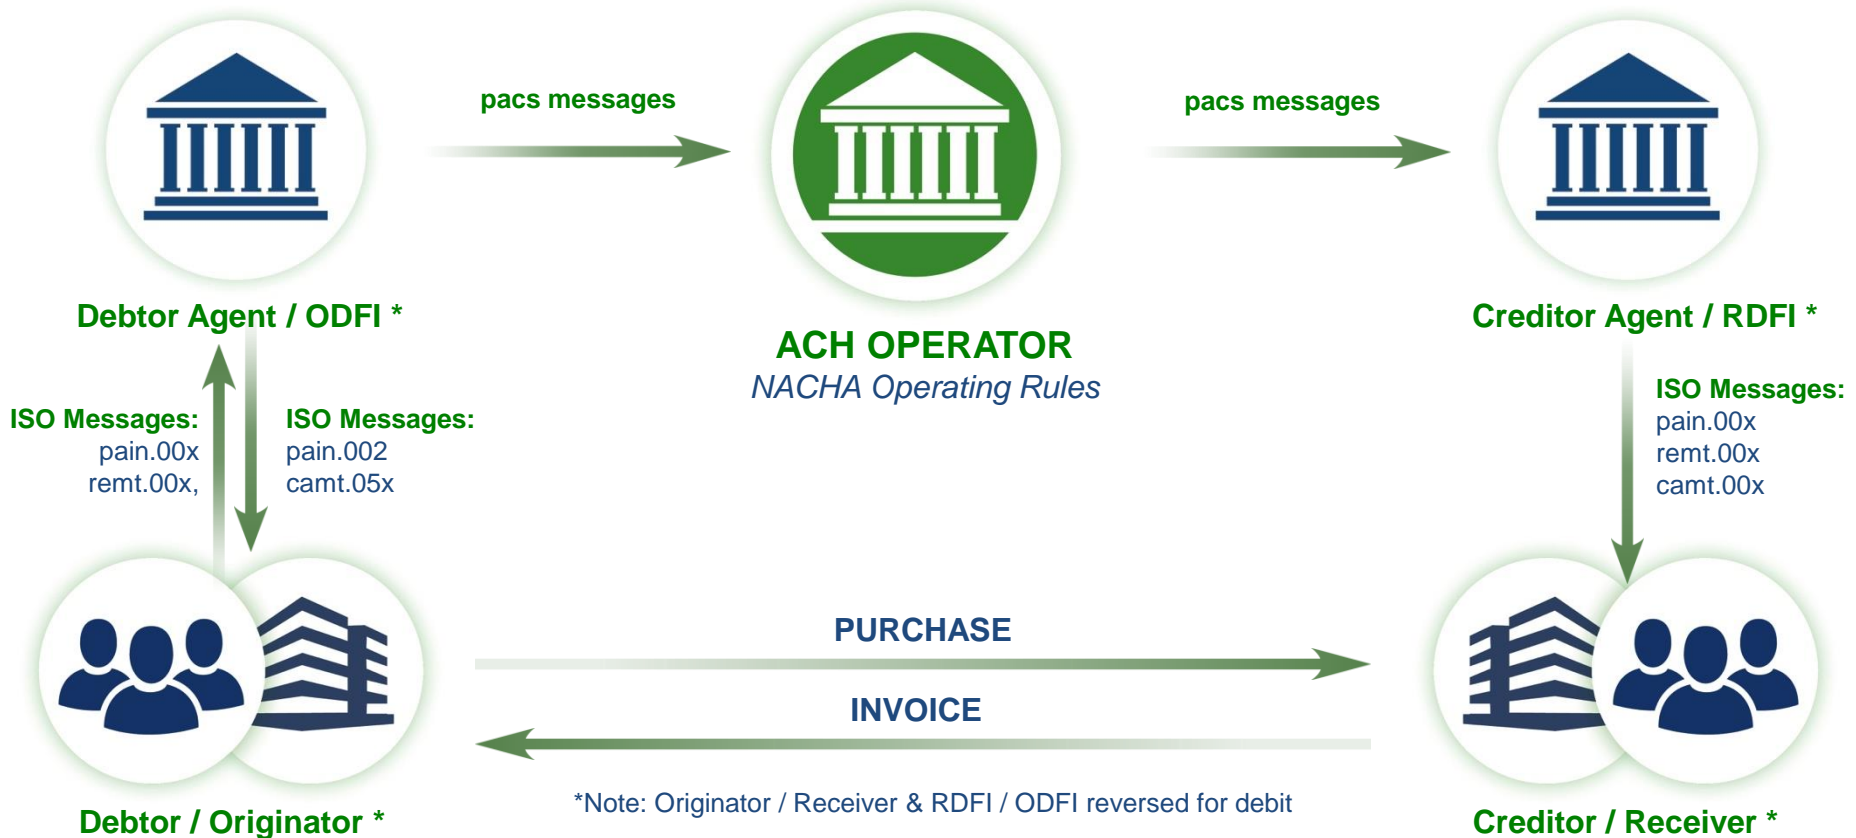 pacs messages
pacs messages
Debtor Agent / ODFI *
ACH OPERATOR
NACHA Operating Rules
Creditor Agent / RDFI *
ISO Messages:
pain.00x
remt.00x,
ISO Messages:
pain.002
camt.05x
ISO Messages:
pain.00x
remt.00x
camt.00x
PURCHASE
INVOICE
*Note: Originator / Receiver & RDFI / ODFI reversed for debit
Debtor / Originator *
Creditor / Receiver *